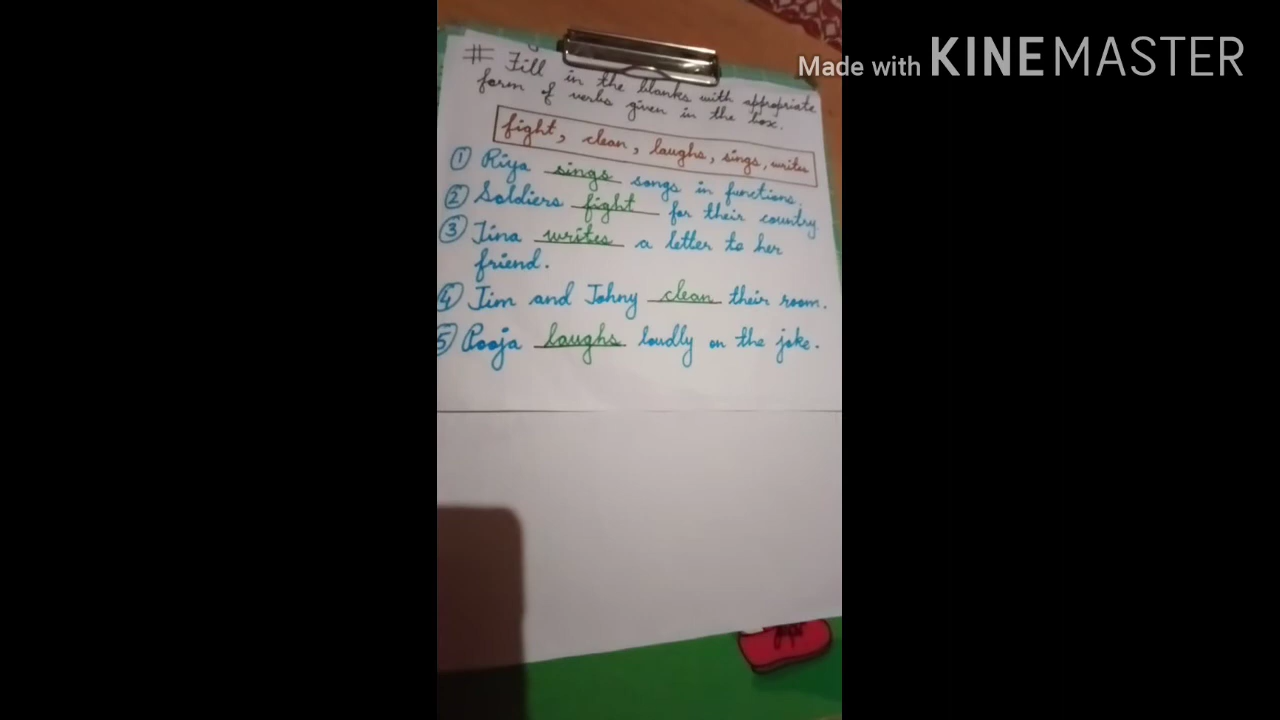 Made with KINEMASTER
# Fill in the blanks with appropriate
form of verbs given in the box.
fight, clean, laughs, sings, writes
① Riya sings songs in functions.
② Soldiers fight for their country
③ Tina writes a letter to her
friend.
④ Jim and Johny clean their room.
⑤ Pooja laughs loudly on the joke.